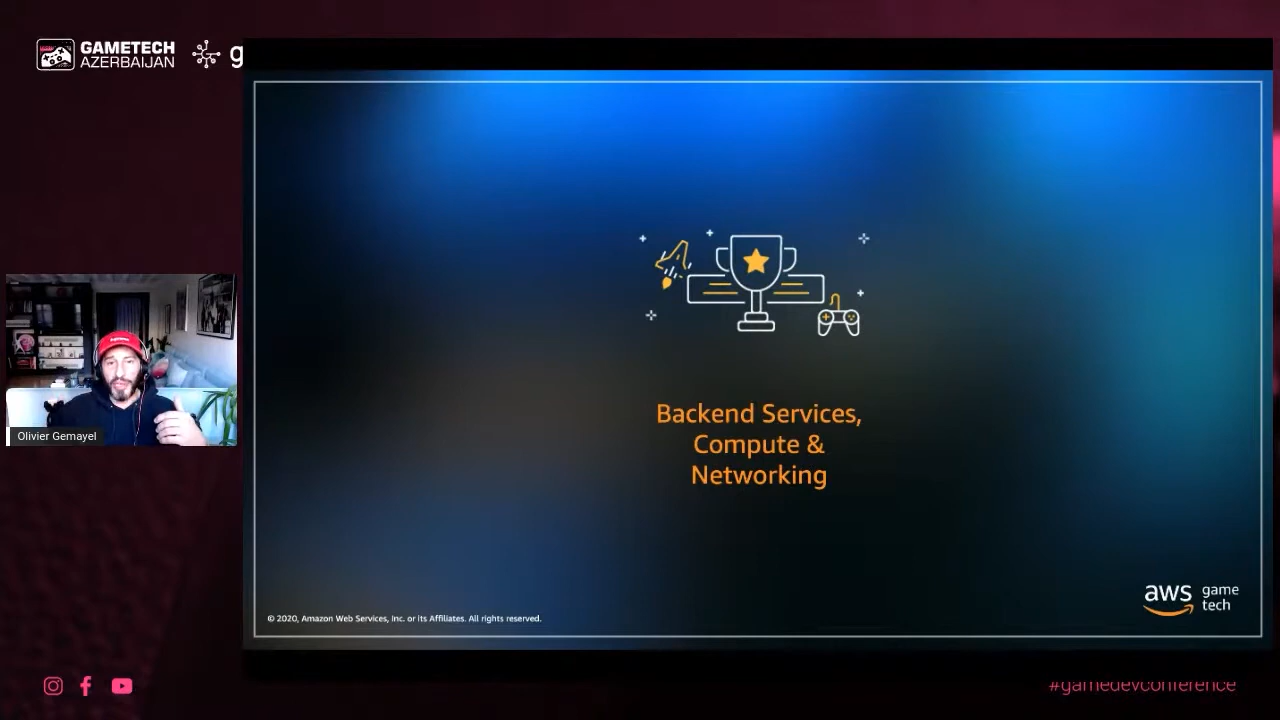 GAMETECH
AZERBAIJAN
g
Olivier Gemayel
Backend Services,
Compute &
Networking
aws game
tech
© 2020, Amazon Web Services, Inc. or its Affiliates. All rights reserved.
#gamedevconference